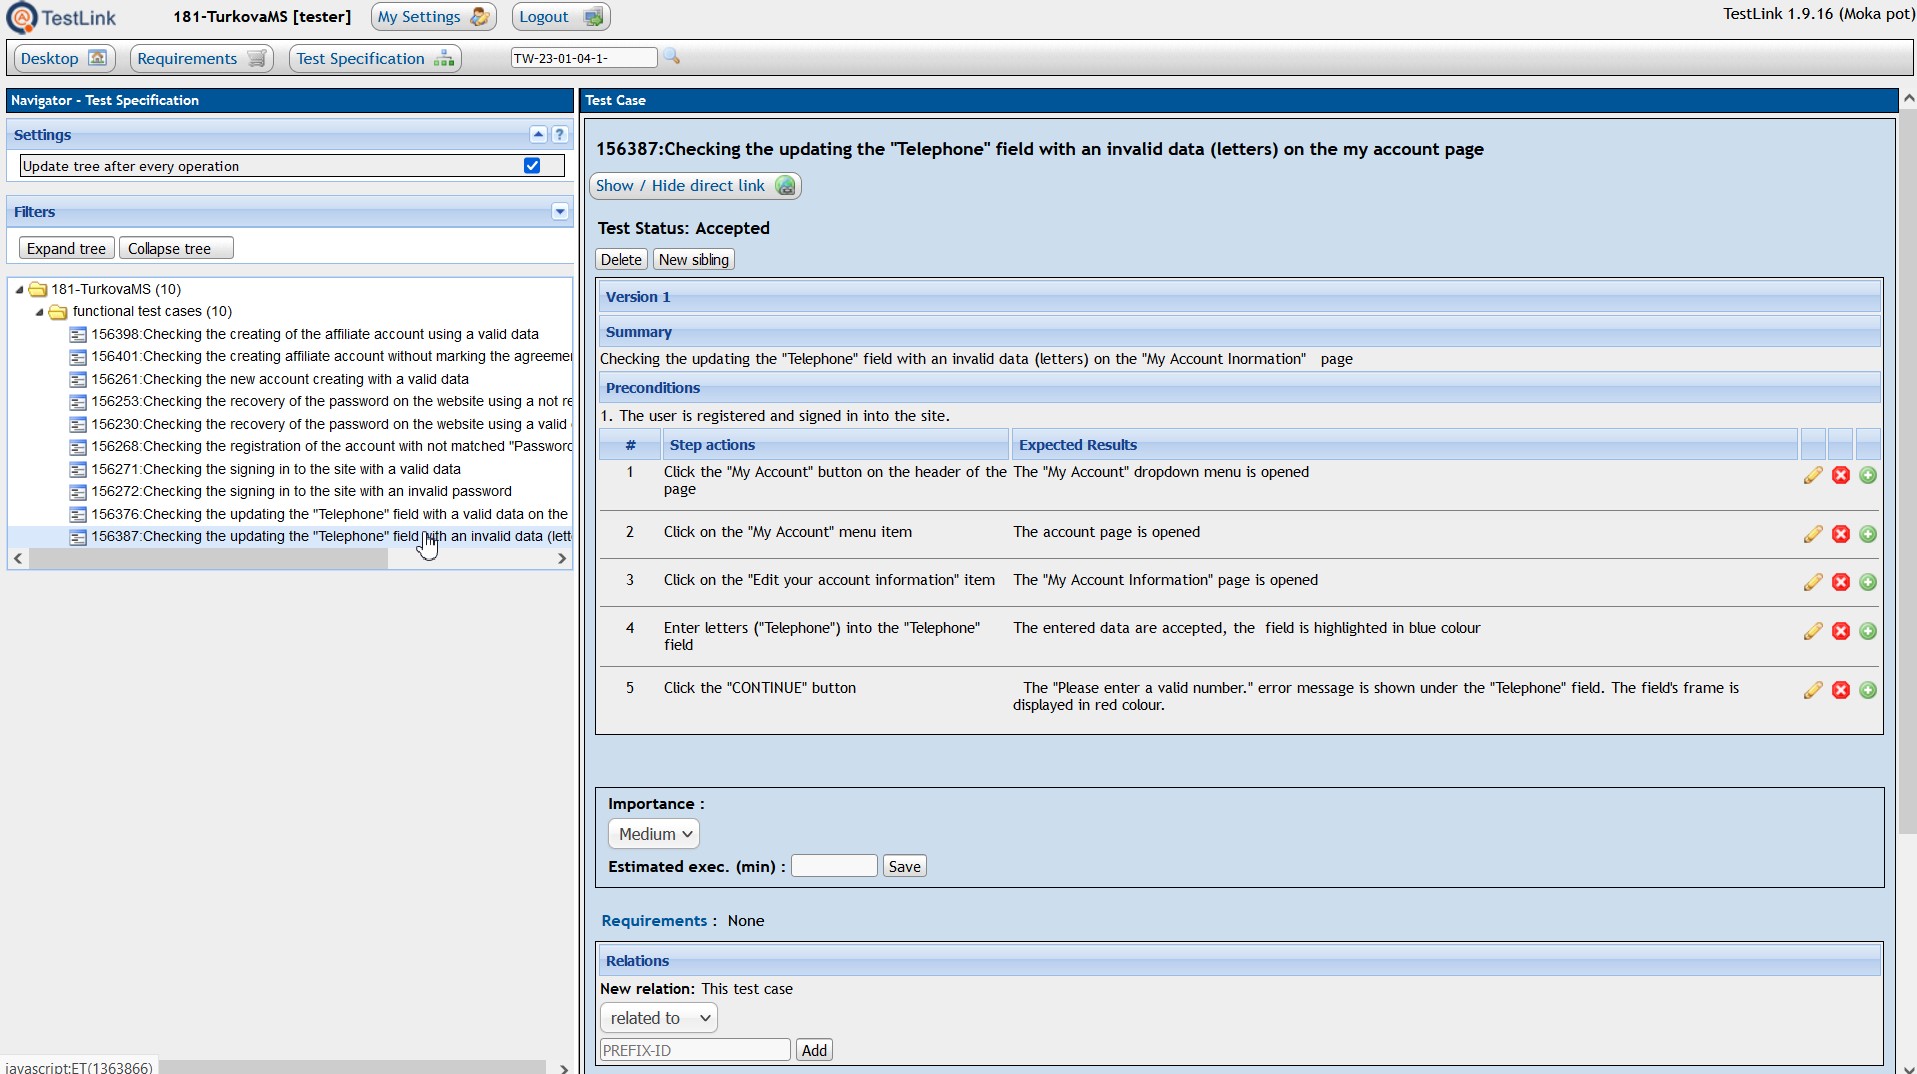 TestLink
181-TurkovaMS [tester]
My Settings
Logout
TestLink 1.9.16 (Moka pot)
Desktop
Requirements
Test Specification
TW-23-01-04-1-
Navigator - Test Specification
Settings
?
Update tree after every operation
Filters
Expand tree
Collapse tree
181-TurkovaMS (10)
functional test cases (10)
156398:Checking the creating of the affiliate account using a valid data
156401:Checking the creating affiliate account without marking the agreemen
156261:Checking the new account creating with a valid data
156253:Checking the recovery of the password on the website using a not re
156230:Checking the recovery of the password on the website using a valid
156268:Checking the registration of the account with not matched "Password
156271:Checking the signing in to the site with a valid data
156272:Checking the signing in to the site with an invalid password
156376:Checking the updating the "Telephone" field with a valid data on the
156387:Checking the updating the "Telephone" field with an invalid data (lett
javascript:ET(1363866)
Test Case
156387:Checking the updating the "Telephone" field with an invalid data (letters) on the my account page
Show / Hide direct link
Test Status: Accepted
Delete
New sibling
Version 1
Summary
Checking the updating the "Telephone" field with an invalid data (letters) on the "My Account Inormation" page
Preconditions
1. The user is registered and signed in into the site.
# Step actions Expected Results
1 Click the "My Account" button on the header of the page The "My Account" dropdown menu is opened
2 Click on the "My Account" menu item The account page is opened
3 Click on the "Edit your account information" item The "My Account Information" page is opened
4 Enter letters ("Telephone") into the "Telephone" field The entered data are accepted, the field is highlighted in blue colour
5 Click the "CONTINUE" button The "Please enter a valid number." error message is shown under the "Telephone" field. The field's frame is
displayed in red colour.
Importance :
Medium
Estimated exec. (min) :
Save
Requirements : None
Relations
New relation: This test case
related to
PREFIX-ID
Add